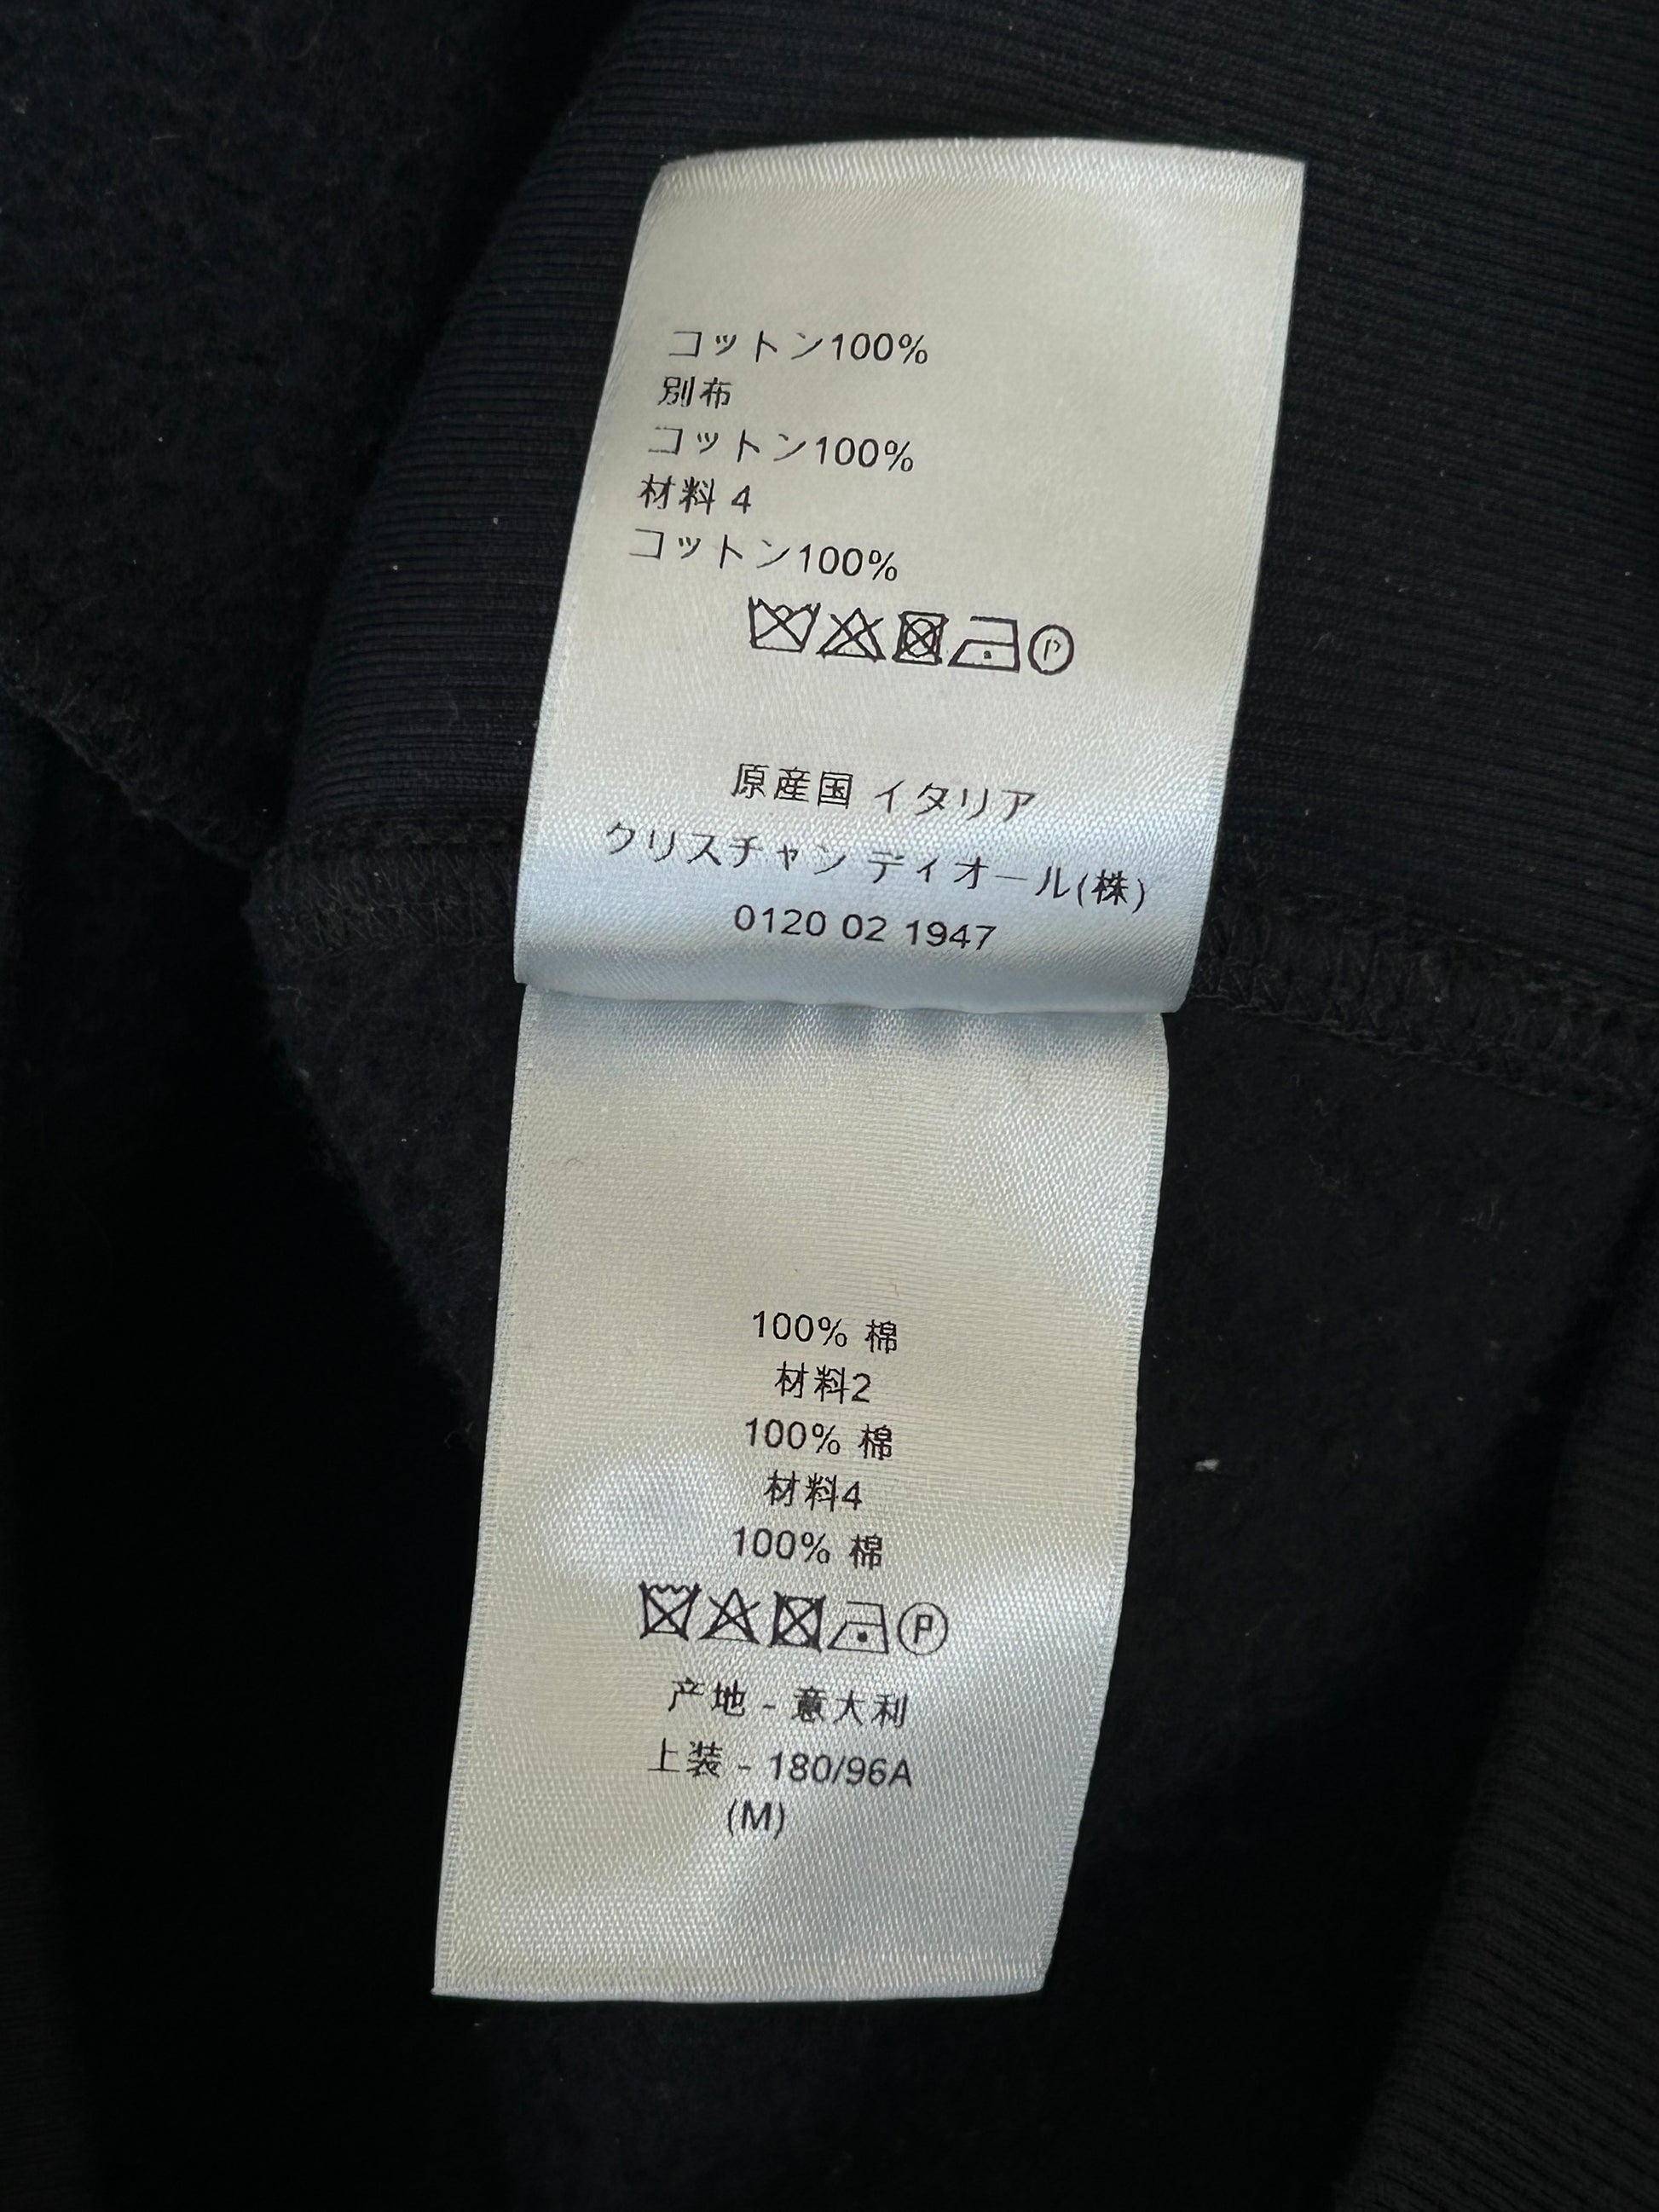 コットン100%
別布
コットン100%
材料 4
コットン100%
P
原産国 イタリア
クリスチャン ディオール(株)
0120 02 1947
100% 棉
材料2
100% 棉
材料4
100% 棉
P
产地 - 意大利
上装 - 180/96A
(M)